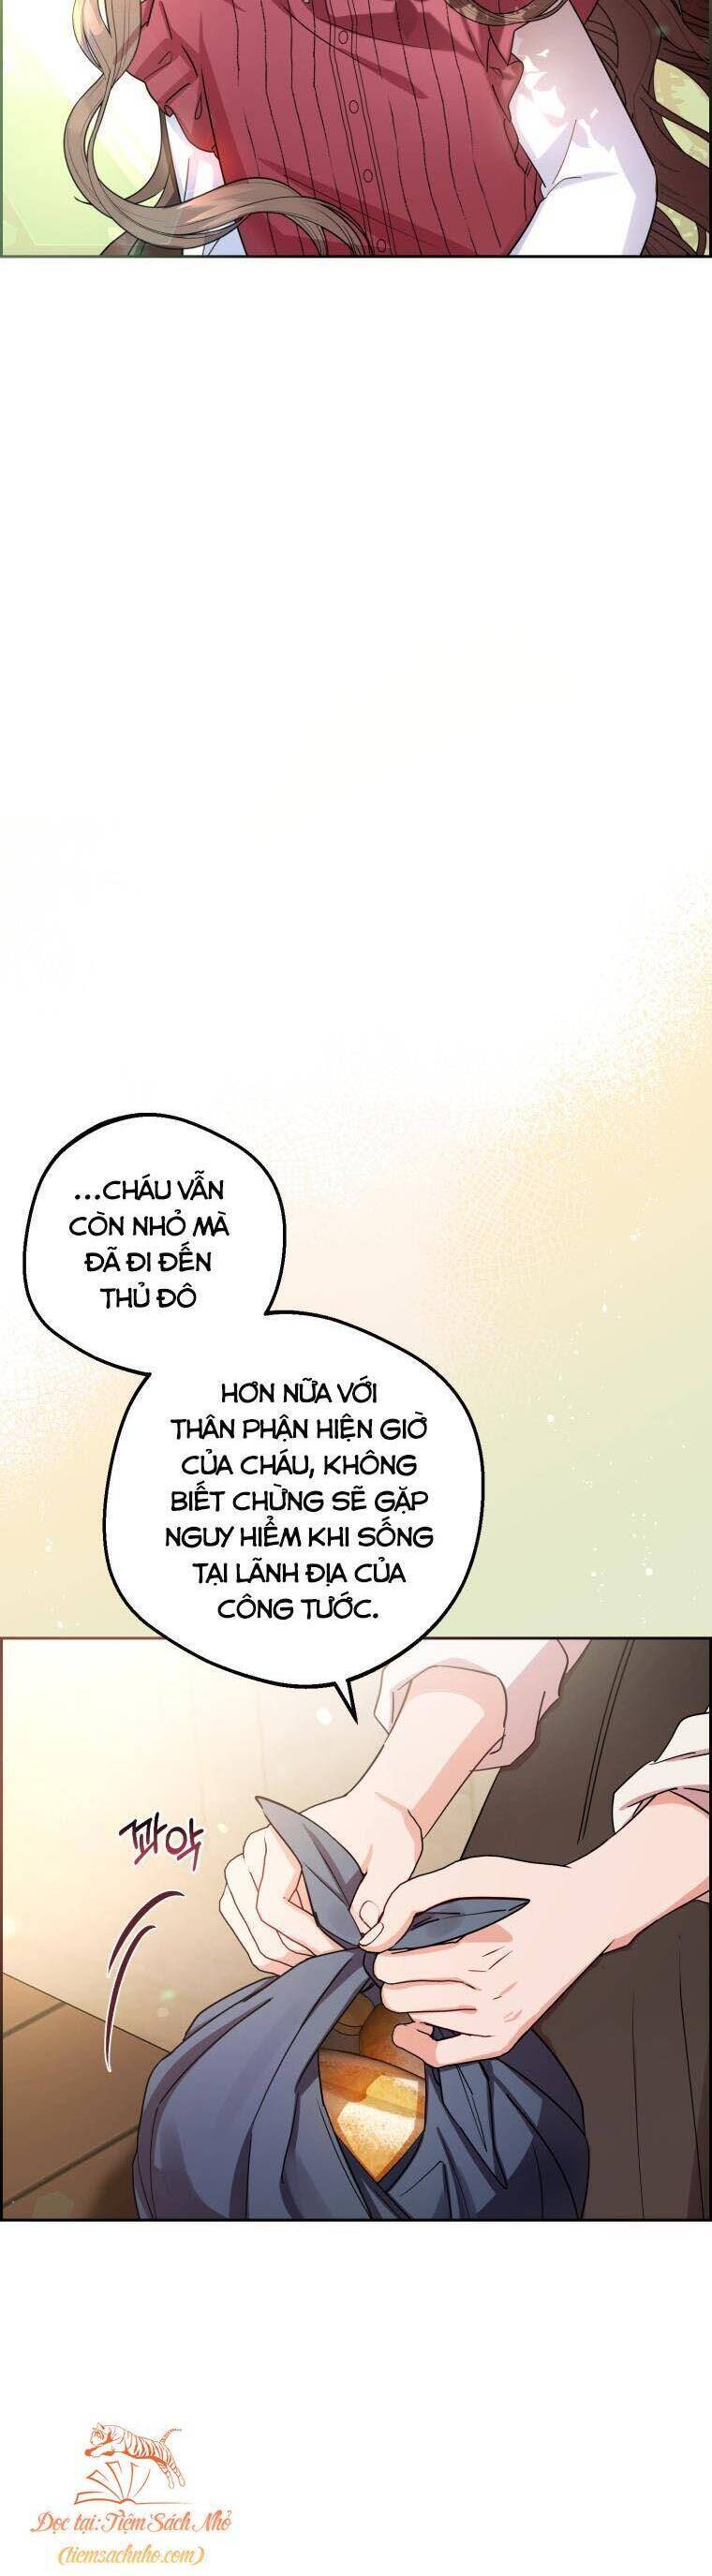 ...CHÁU VẪN
CÒN NHỎ MÀ
ĐÃ ĐI ĐẾN
THỦ ĐÔ
HƠN NỮA VỚI
THÂN PHẬN HIỆN GIỜ
CỦA CHÁU, KHÔNG
BIẾT CHỪNG SẼ GẶP
NGUY HIỂM KHI SỐNG
TẠI LÃNH ĐỊA CỦA
CÔNG TƯỚC.
꽈악
Đọc tại: Tiệm Sách Nhỏ
(tiemsachnho.com)